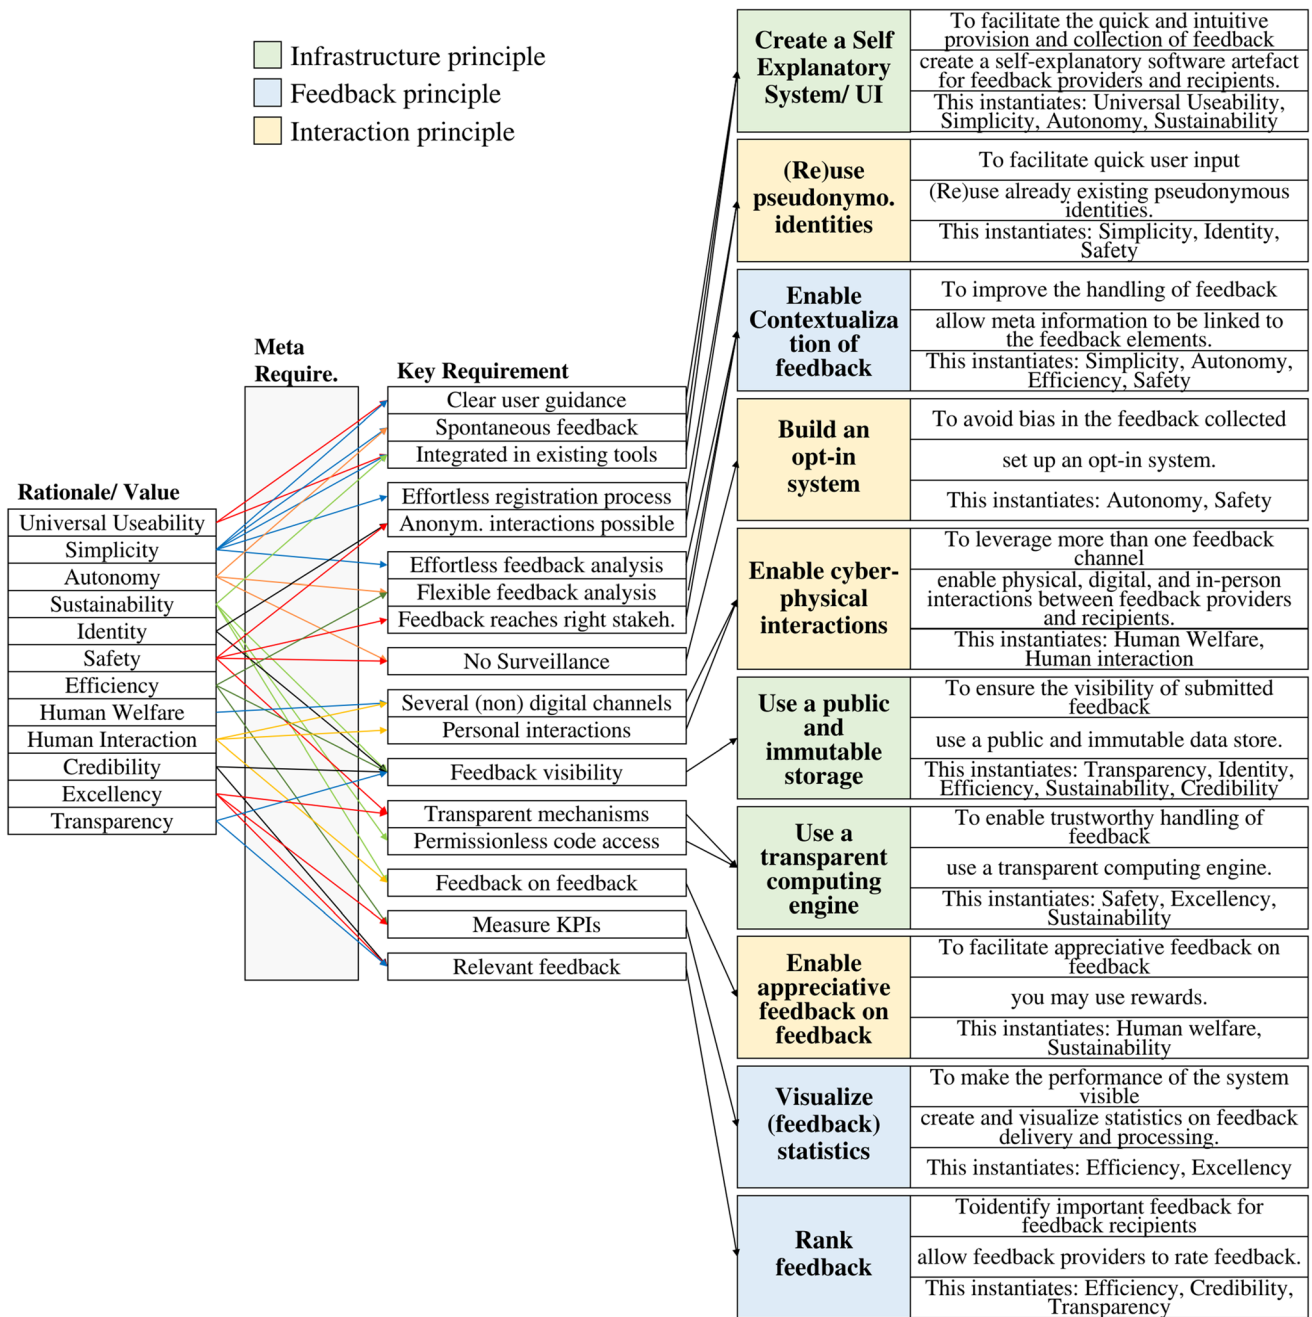 Infrastructure principle
Feedback principle
Interaction principle
Rationale/ Value
Universal Useability
Simplicity
Autonomy
Sustainability
Identity
Safety
Efficiency
Human Welfare
Human Interaction
Credibility
Excellency
Transparency
Meta
Require.
Key Requirement
Clear user guidance
Spontaneous feedback
Integrated in existing tools
Effortless registration process
Anonym. interactions possible
Effortless feedback analysis
Flexible feedback analysis
Feedback reaches right stakeh.
No Surveillance
Several (non) digital channels
Personal interactions
Feedback visibility
Transparent mechanisms
Permissionless code access
Feedback on feedback
Measure KPIs
Relevant feedback
Create a Self
Explanatory
System/ UI
To facilitate the quick and intuitive
provision and collection of feedback
create a self-explanatory software artefact
for feedback providers and recipients.
This instantiates: Universal Useability,
Simplicity, Autonomy, Sustainability
(Re)use
pseudonymo.
identities
To facilitate quick user input
(Re)use already existing pseudonymous
identities.
This instantiates: Simplicity, Identity,
Safety
Enable
Contextualiza
tion of
feedback
To improve the handling of feedback
allow meta information to be linked to
the feedback elements.
This instantiates: Simplicity, Autonomy,
Efficiency, Safety
Build an
opt-in
system
To avoid bias in the feedback collected
set up an opt-in system.
This instantiates: Autonomy, Safety
Enable cyber-
physical
interactions
To leverage more than one feedback
channel
enable physical, digital, and in-person
interactions between feedback providers
and recipients.
This instantiates: Human Welfare,
Human interaction
Use a public
and
immutable
storage
To ensure the visibility of submitted
feedback
use a public and immutable data store.
This instantiates: Transparency, Identity,
Efficiency, Sustainability, Credibility
Use a
transparent
computing
engine
To enable trustworthy handling of
feedback
use a transparent computing engine.
This instantiates: Safety, Excellency,
Sustainability
Enable
appreciative
feedback on
feedback
To facilitate appreciative feedback on
feedback
you may use rewards.
This instantiates: Human welfare,
Sustainability
Visualize
(feedback)
statistics
To make the performance of the system
visible
create and visualize statistics on feedback
delivery and processing.
This instantiates: Efficiency, Excellency
Rank
feedback
Toidentify important feedback for
feedback recipients
allow feedback providers to rate feedback.
This instantiates: Efficiency, Credibility,
Transparency